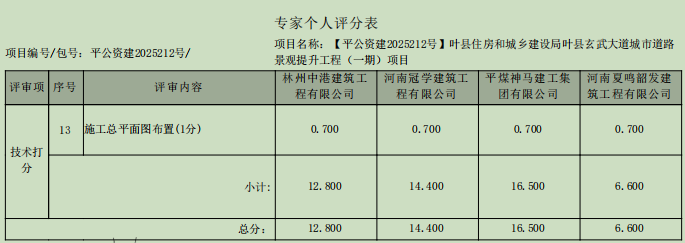 专家个人评分表
项目编号/包号: 平公资建2025212号/
项目名称: 【平公资建2025212号】叶县住房和城乡建设局叶县玄武大道城市道路
景观提升工程（一期）项目
评审项 序号 评审内容 林州中港建筑工程有限公司 河南冠学建筑工程有限公司 平煤神马建工集团有限公司 河南夏鸣韶发建筑工程有限公司
技术打分 13 施工总平面图布置(1分) 0.700 0.700 0.700 0.700
小计: 12.800 14.400 16.500 6.600
总分: 12.800 14.400 16.500 6.600